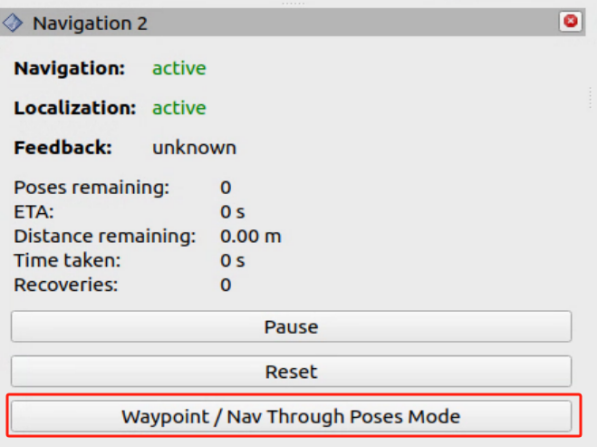 Navigation 2
Navigation: active
Localization: active
Feedback: unknown
Poses remaining: 0
ETA: 0 s
Distance remaining: 0.00 m
Time taken: 0 s
Recoveries: 0
Pause
Reset
Waypoint / Nav Through Poses Mode